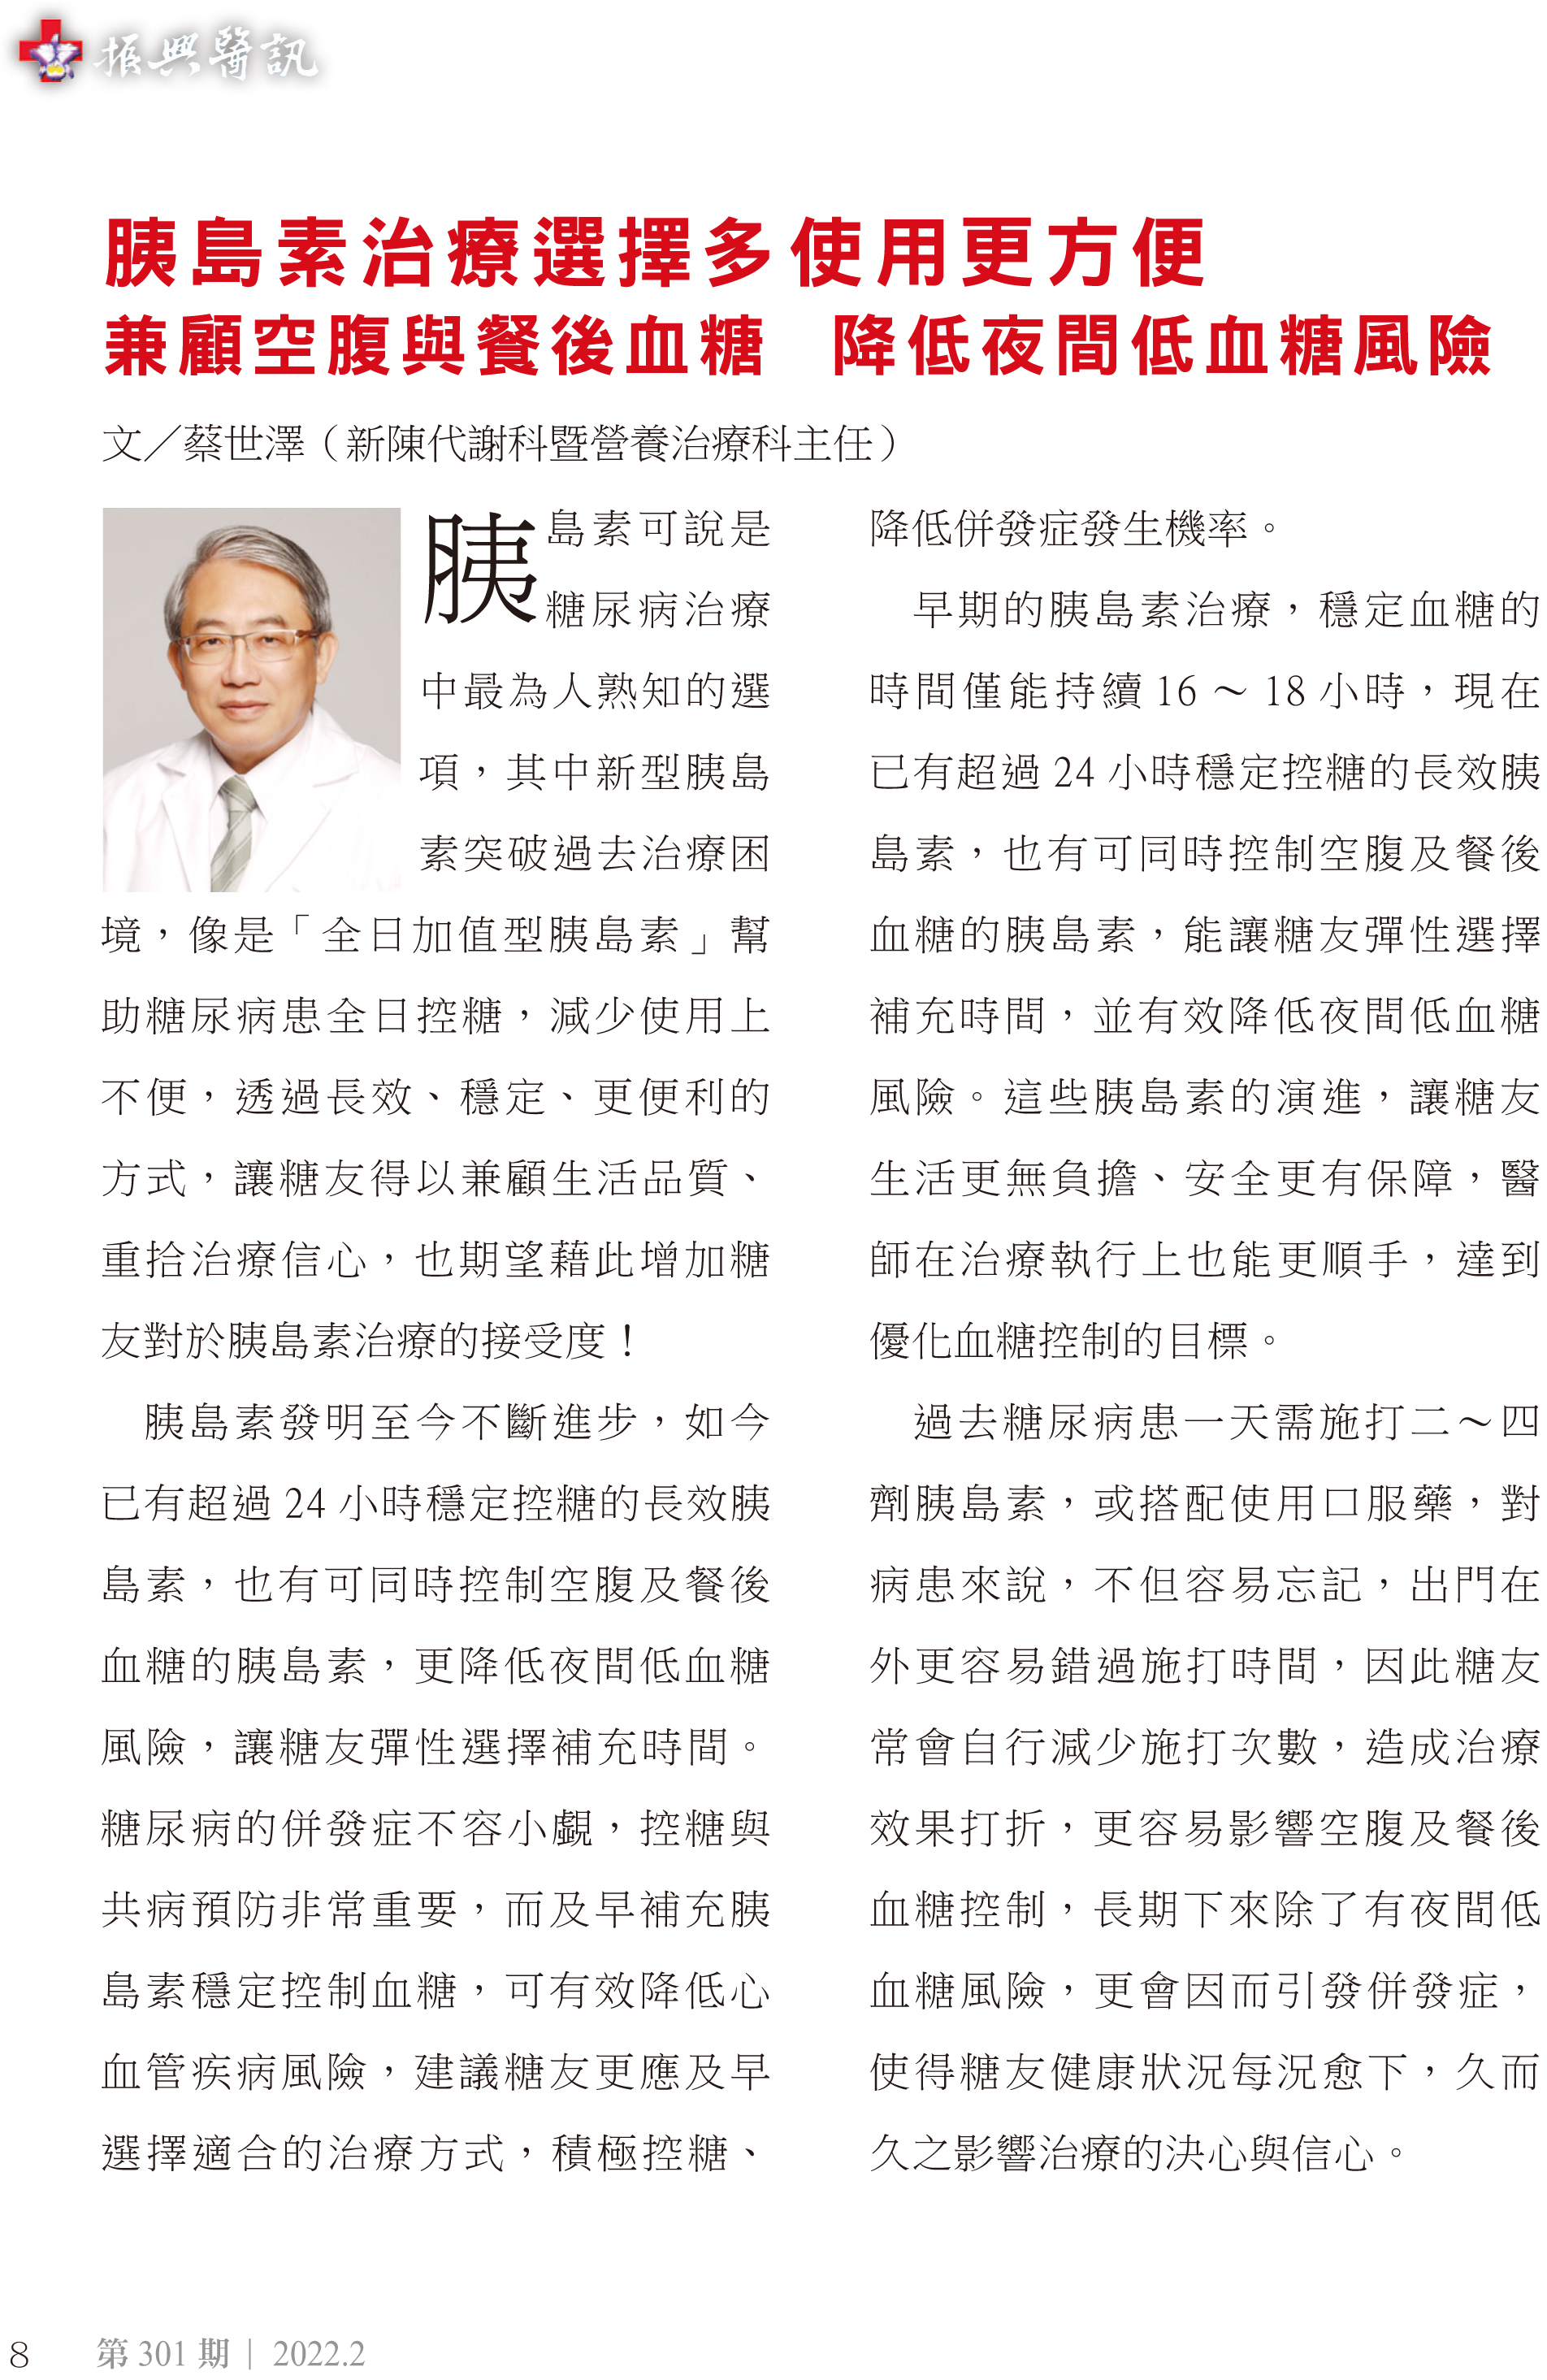 振興醫訊
胰島素治療選擇多使用更方便
兼顧空腹與餐後血糖　降低夜間低血糖風險
文／蔡世澤（新陳代謝科暨營養治療科主任）
胰島素可說是
糖尿病治療
中最為人熟知的選
項，其中新型胰島
素突破過去治療困
境，像是「全日加值型胰島素」幫
助糖尿病患全日控糖，減少使用上
不便，透過長效、穩定、更便利的
方式，讓糖友得以兼顧生活品質、
重拾治療信心，也期望藉此增加糖
友對於胰島素治療的接受度！
胰島素發明至今不斷進步，如今
已有超過 24 小時穩定控糖的長效胰
島素，也有可同時控制空腹及餐後
血糖的胰島素，更降低夜間低血糖
風險，讓糖友彈性選擇補充時間。
糖尿病的併發症不容小覷，控糖與
共病預防非常重要，而及早補充胰
島素穩定控制血糖，可有效降低心
血管疾病風險，建議糖友更應及早
選擇適合的治療方式，積極控糖、
降低併發症發生機率。
早期的胰島素治療，穩定血糖的
時間僅能持續 16 ～ 18 小時，現在
已有超過 24 小時穩定控糖的長效胰
島素，也有可同時控制空腹及餐後
血糖的胰島素，能讓糖友彈性選擇
補充時間，並有效降低夜間低血糖
風險。這些胰島素的演進，讓糖友
生活更無負擔、安全更有保障，醫
師在治療執行上也能更順手，達到
優化血糖控制的目標。
過去糖尿病患一天需施打二～四
劑胰島素，或搭配使用口服藥，對
病患來說，不但容易忘記，出門在
外更容易錯過施打時間，因此糖友
常會自行減少施打次數，造成治療
效果打折，更容易影響空腹及餐後
血糖控制，長期下來除了有夜間低
血糖風險，更會因而引發併發症，
使得糖友健康狀況每況愈下，久而
久之影響治療的決心與信心。
8 第 301 期｜ 2022.2